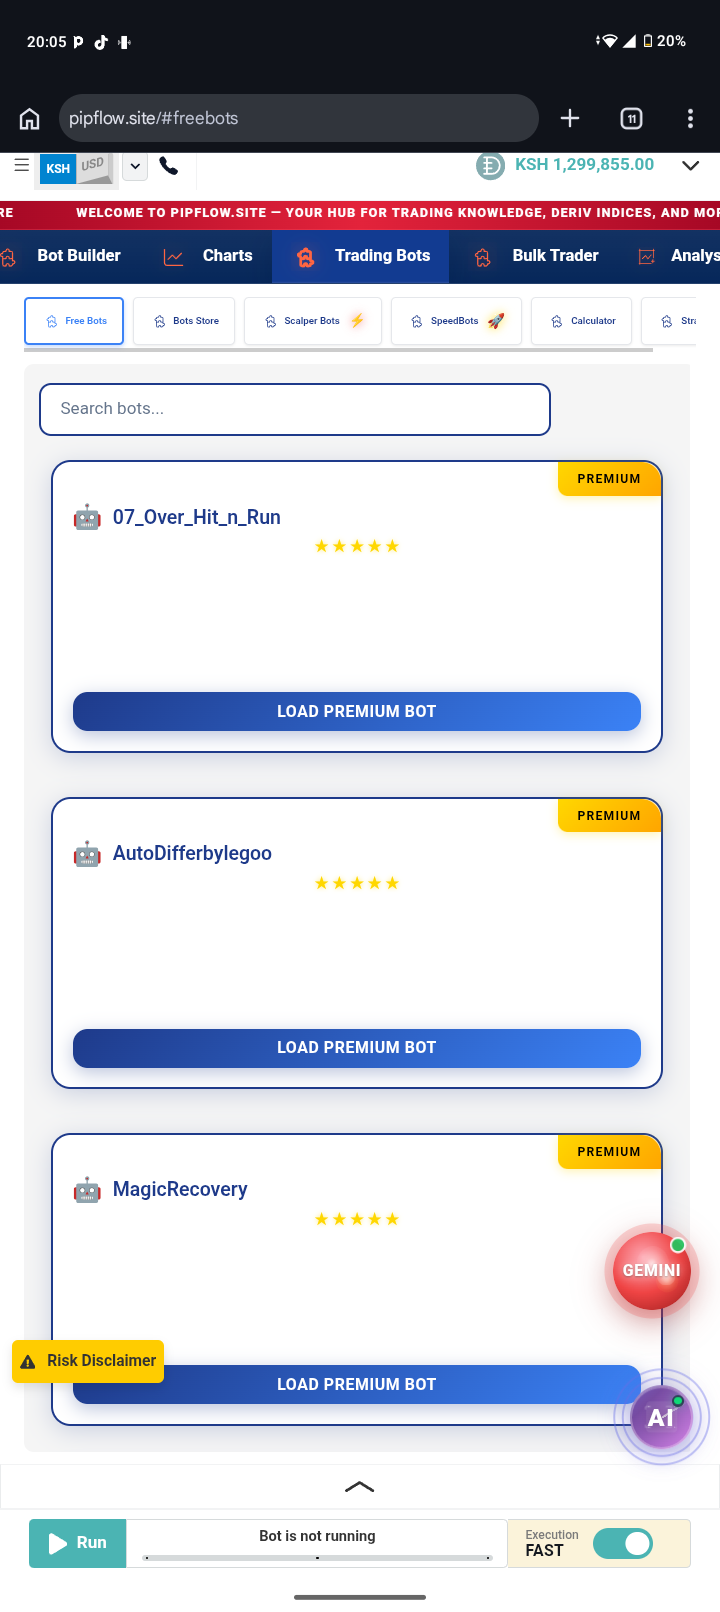 20:05
20%
pipflow.site/#freebots
11
KSH
USD
KSH 1,299,855.00
RE
WELCOME TO PIPFLOW.SITE — YOUR HUB FOR TRADING KNOWLEDGE, DERIV INDICES, AND MOR
Bot Builder
Charts
Trading Bots
Bulk Trader
Analys
Free Bots
Bots Store
Scalper Bots
SpeedBots
Calculator
Stra
Search bots...
PREMIUM
07_Over_Hit_n_Run
LOAD PREMIUM BOT
PREMIUM
AutoDifferbylegoo
LOAD PREMIUM BOT
PREMIUM
MagicRecovery
GEMINI
Risk Disclaimer
LOAD PREMIUM BOT
AI
Run
Bot is not running
Execution
FAST